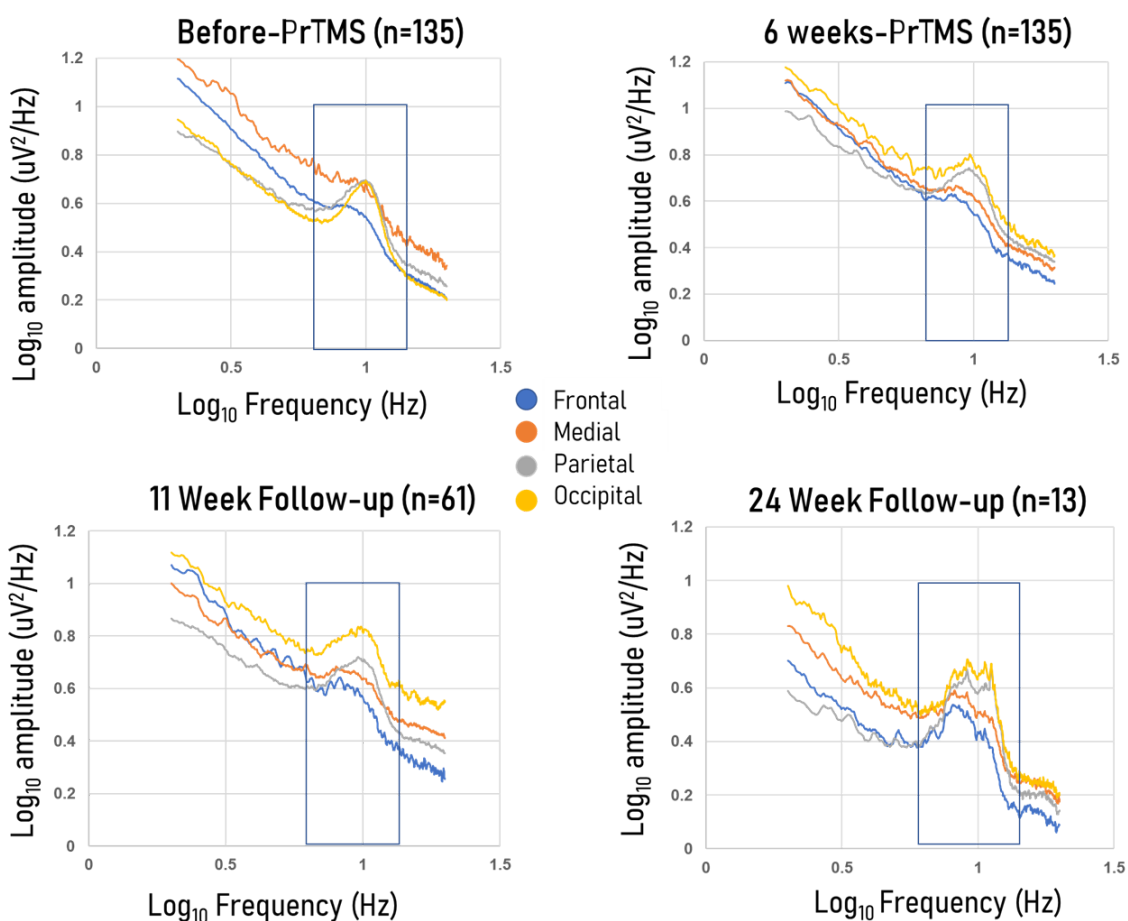 Before-PrTMS (n=135)
Log10 amplitude (uV²/Hz)
1.2
1
0.8
0.6
0.4
0.2
0
0
0.5
1
1.5
Log10 Frequency (Hz)
6 weeks-PrTMS (n=135)
Log10 amplitude (uV²/Hz)
1.2
1
0.8
0.6
0.4
0.2
0
0
0.5
1
1.5
Log10 Frequency (Hz)
Frontal
Medial
Parietal
Occipital
11 Week Follow-up (n=61)
Log10 amplitude (uV²/Hz)
1.2
1
0.8
0.6
0.4
0.2
0
0
0.5
1
1.5
Log10 Frequency (Hz)
24 Week Follow-up (n=13)
Log10 amplitude (uV²/Hz)
1.2
1
0.8
0.6
0.4
0.2
0
0
0.5
1
1.5
Log10 Frequency (Hz)